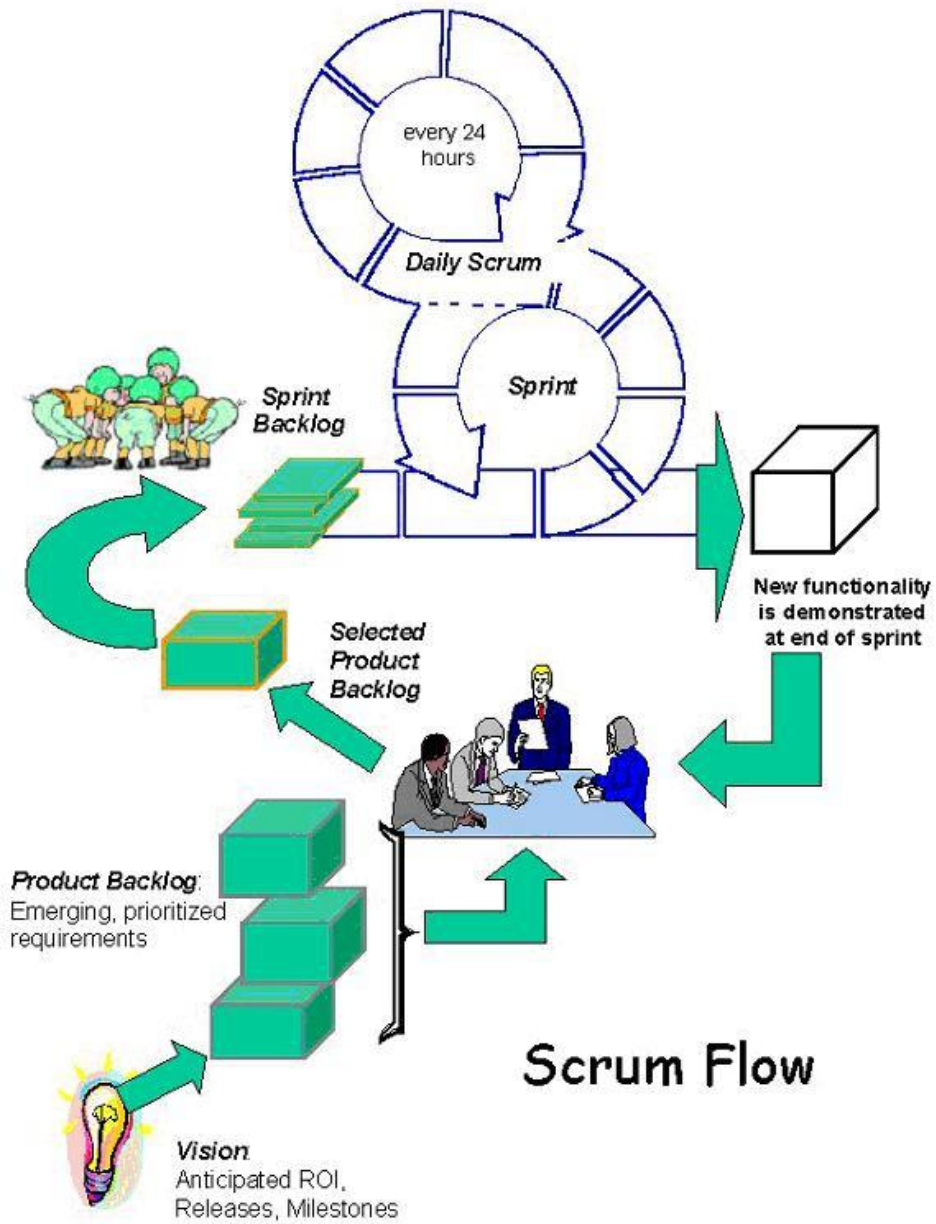 every 24
hours
Daily Scrum
Sprint
Sprint
Backlog
New functionality
is demonstrated
at end of sprint
Selected
Product
Backlog
Product Backlog:
Emerging, prioritized
requirements
Scrum Flow
Vision:
Anticipated ROI,
Releases, Milestones